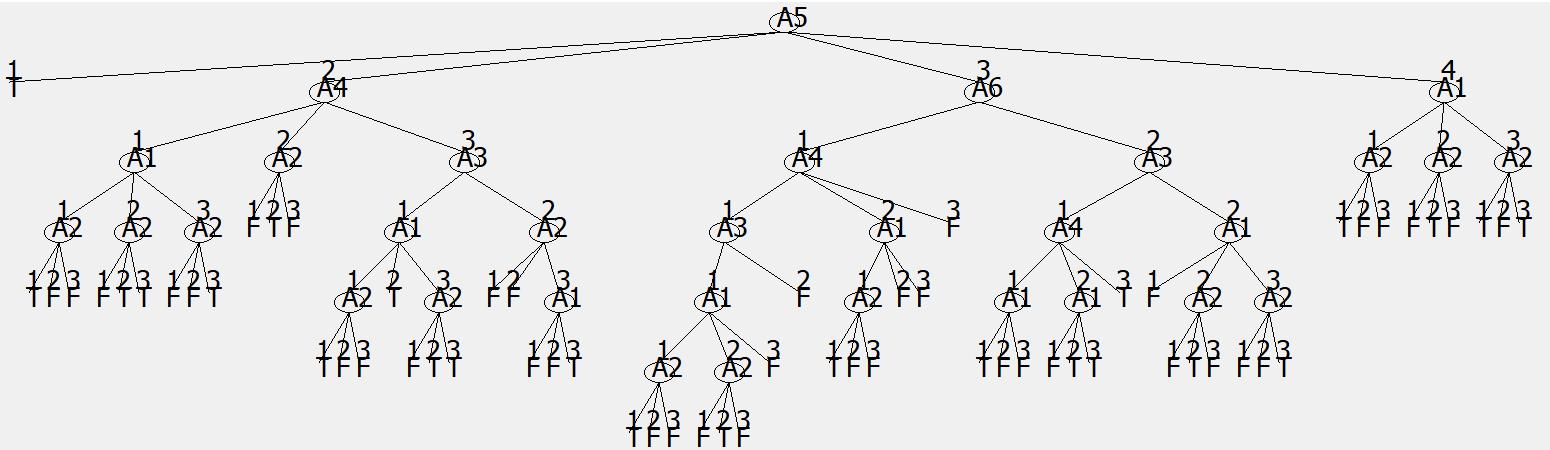 A5
1 2 3 4
T A4 A6 A1
1 2 3 1 2 1 2 3
A1 A2 A3 A4 A3 A2 A2 A2
1 2 3 1 2 3 1 2 1 2 3 1 2 1 2 3 1 2 3 1 2 3
A2 A2 A2 F T F A1 A2 A3 A1 F A4 A1 T F F F T F T F T
1 2 3 1 2 3 1 2 3 1 2 3 1 2 3 1 2 1 2 3 1 2 3 1 2 3
T F F F T T F F T A2 T A2 F F A1 A1 F A2 F F A1 A1 T F A2 A2
1 2 3 1 2 3 1 2 3 1 2 3 1 2 3 1 2 3 1 2 3 1 2 3 1 2 3
T F F F T T F F T A2 A2 F T F F T F F F T T F T F F F T
1 2 3 1 2 3
T F F F T F